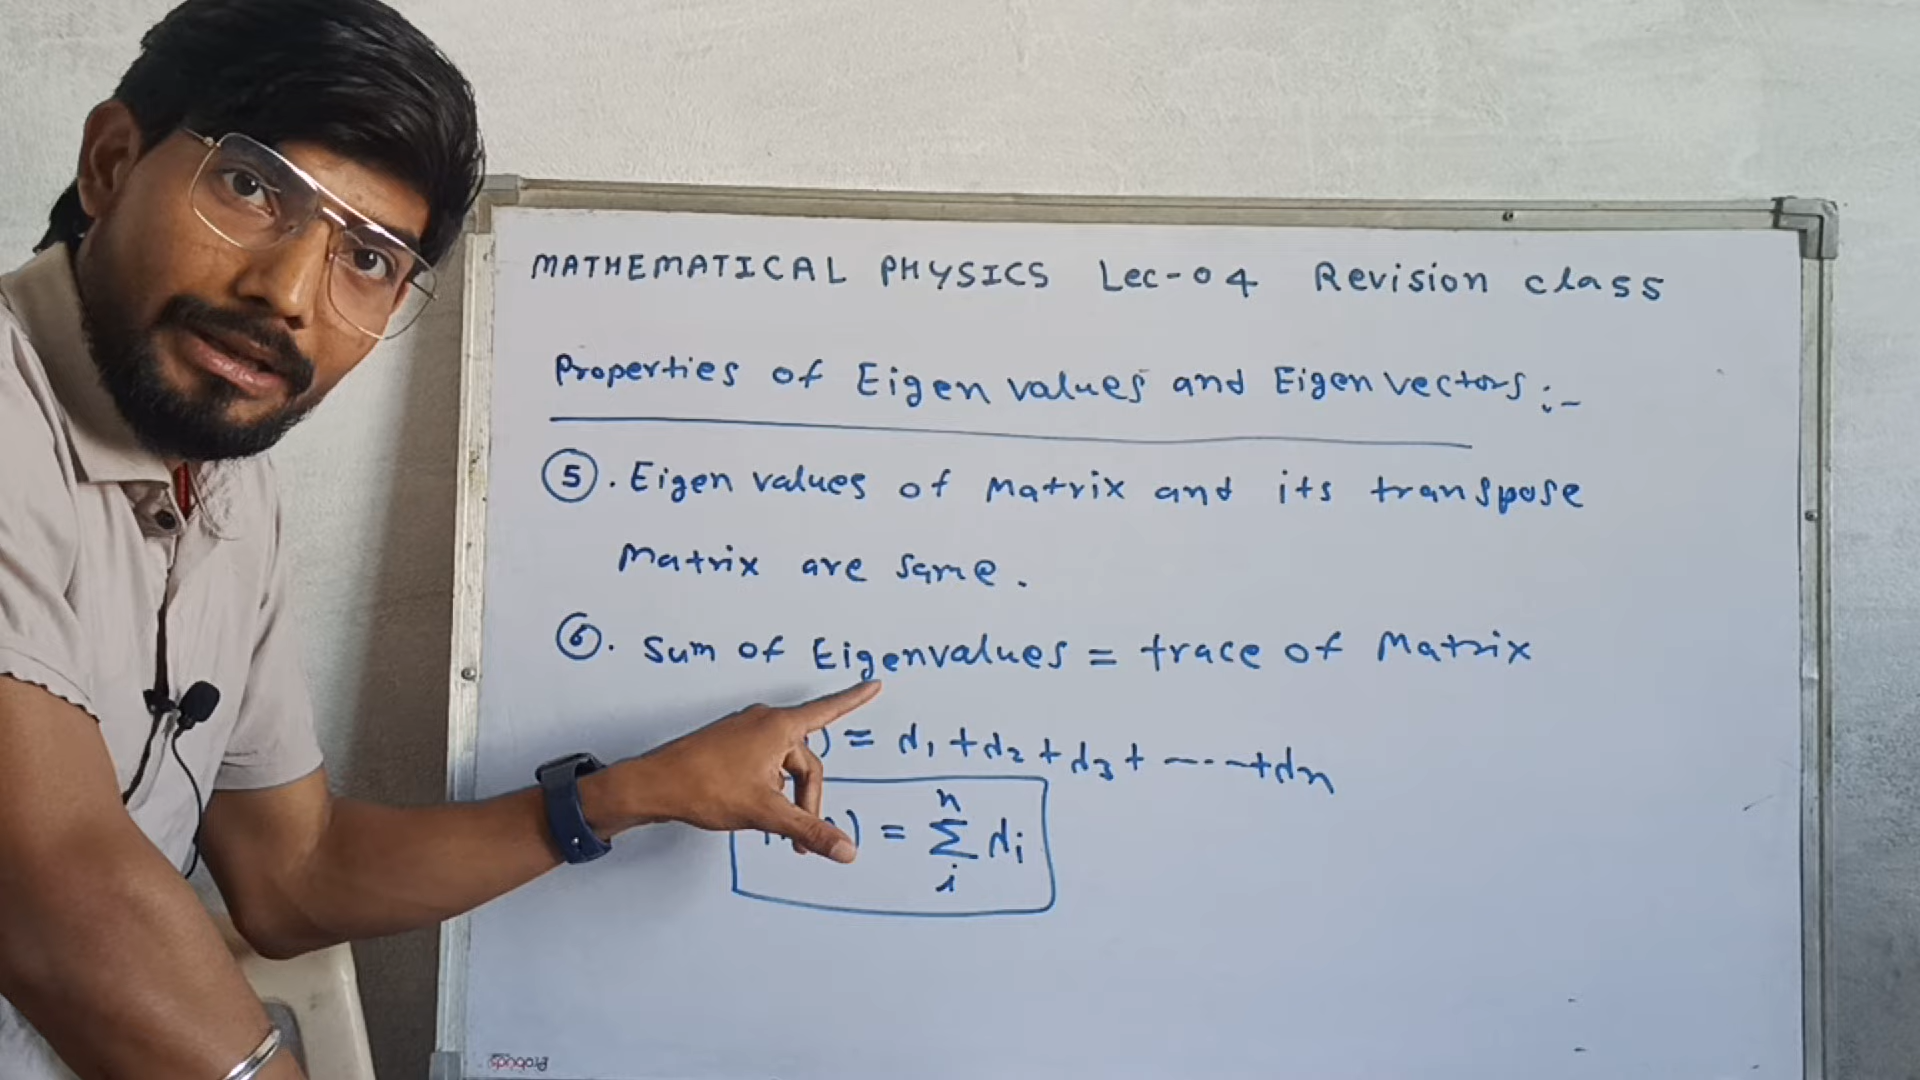 MATHEMATICAL PHYSICS Lec-04 Revision class
Properties of Eigen values and Eigen vectors :-
5. Eigen values of Matrix and its transpose
Matrix are same.
6. Sum of Eigenvalues = trace of Matrix
) = λ₁ + λ₂ + λ₃ + ----- + λn
) = n Σ i λi
Probuds